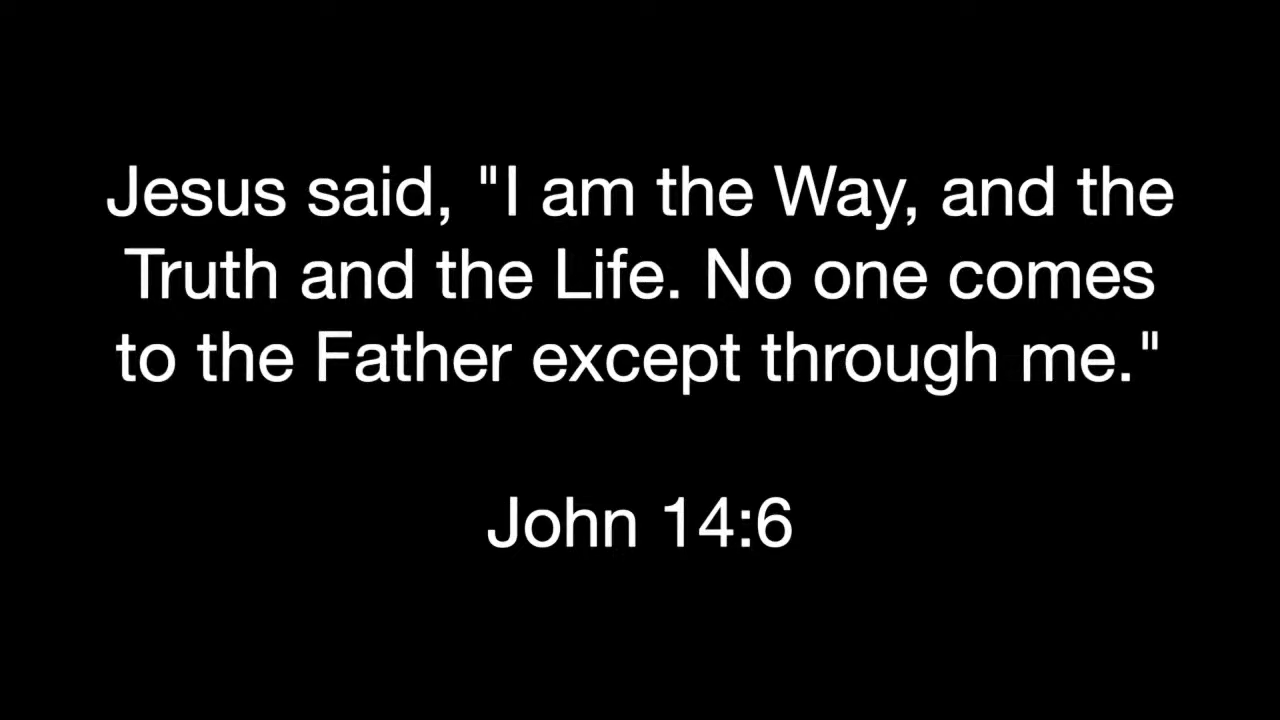 Jesus said, "I am the Way, and the
Truth and the Life. No one comes
to the Father except through me."
John 14:6